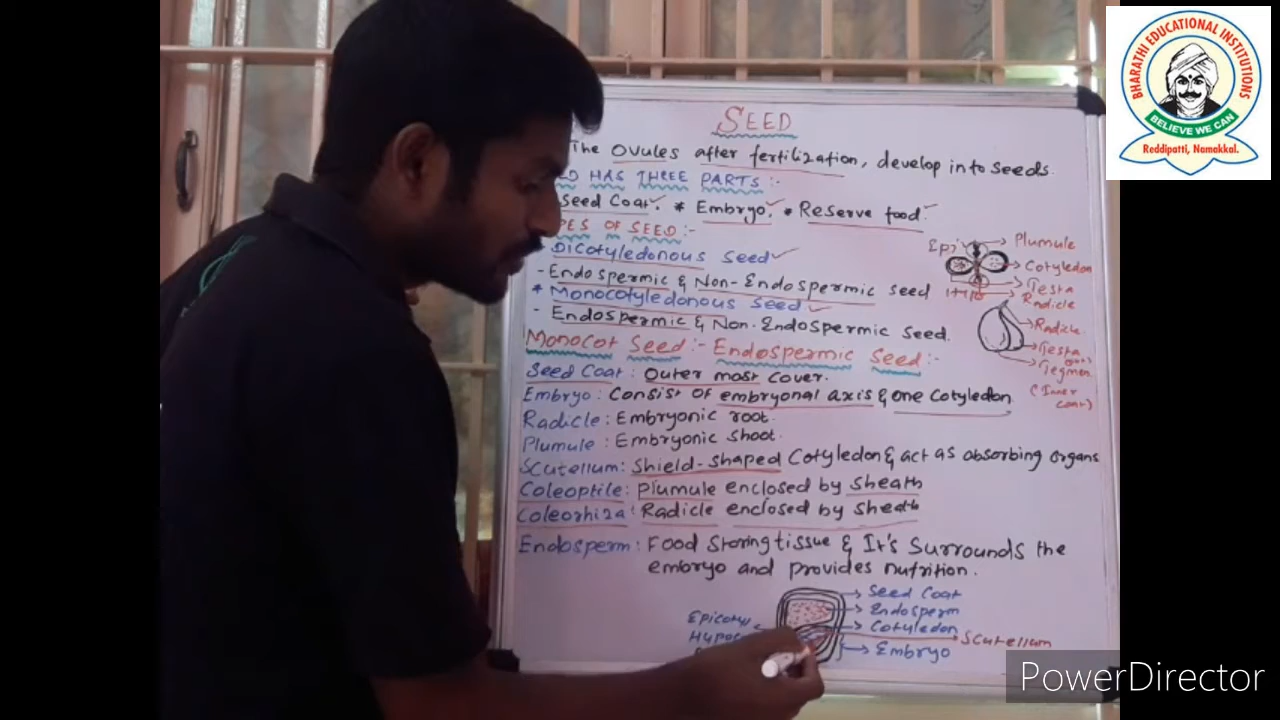 BHARATHI EDUCATIONAL INSTITUTIONS
BELIEVE WE CAN
Reddipatti, Namakkal.
SEED
The Ovules after fertilization, develop into Seeds.
HAS THREE PARTS:-
Seed Coat. * Embryo. * Reserve food.
OF SEED:-
Dicotyledonous Seed
- Endospermic & Non-Endospermic seed
* Monocotyledonous Seed
- Endospermic & Non-Endospermic Seed.
Epi
Plumule
Cotyledon
Testa
Radicle
Radicle
Testa
Tegmen
(Inner coat)
Monocot Seed:- Endospermic Seed:-
Seed Coat: Outer most cover.
Embryo: Consist of embryonal axis & one Cotyledon
Radicle: Embryonic root.
Plumule: Embryonic Shoot.
Scutellum: Shield-Shaped Cotyledon & act as absorbing organs
Coleoptile: Plumule enclosed by Sheath
Coleorhiza: Radicle enclosed by Sheath
Endosperm: Food Storing tissue & It's Surrounds the
embryo and provides nutrition.
Seed Coat
Endosperm
Cotyledon
Scutellum
Embryo
Epicotyl
PowerDirector